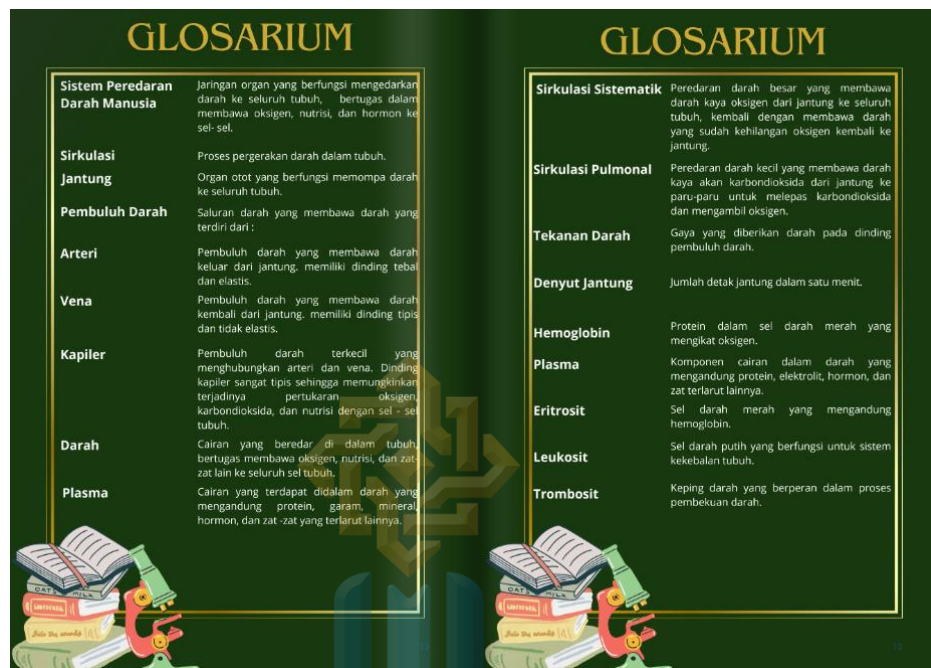 GLOSARIUM
Sistem Peredaran
Darah Manusia
Jaringan organ yang berfungsi mengedarkan
darah ke seluruh tubuh, bertugas dalam
membawa oksigen, nutrisi, dan hormon ke
sel- sel.
Sirkulasi
Proses pergerakan darah dalam tubuh.
Jantung
Organ otot yang berfungsi memompa darah
ke seluruh tubuh.
Pembuluh Darah
Saluran darah yang membawa darah yang
terdiri dari :
Arteri
Pembuluh darah yang membawa darah
keluar dari jantung. memiliki dinding tebal
dan elastis.
Vena
Pembuluh darah yang membawa darah
kembali dari jantung. memiliki dinding tipis
dan tidak elastis.
Kapiler
Pembuluh darah terkecil yang
menghubungkan arteri dan vena. Dinding
kapiler sangat tipis sehingga memungkinkan
terjadinya pertukaran oksigen,
karbondioksida, dan nutrisi dengan sel - sel
tubuh.
Darah
Cairan yang beredar di dalam tubuh,
bertugas membawa oksigen, nutrisi, dan zat-
zat lain ke seluruh sel tubuh.
Plasma
Cairan yang terdapat didalam darah yang
mengandung protein, garam, mineral,
hormon, dan zat -zat yang terlarut lainnya.
OAT MILK
GLOSARIUM
Sirkulasi Sistematik
Peredaran darah besar yang membawa
darah kaya oksigen dari jantung ke seluruh
tubuh, kembali dengan membawa darah
yang sudah kehilangan oksigen kembali ke
jantung.
Sirkulasi Pulmonal
Peredaran darah kecil yang membawa darah
kaya akan karbondioksida dari jantung ke
paru-paru untuk melepas karbondioksida
dan mengambil oksigen.
Tekanan Darah
Gaya yang diberikan darah pada dinding
pembuluh darah.
Denyut Jantung
Jumlah detak jantung dalam satu menit.
Hemoglobin
Protein dalam sel darah merah yang
mengikat oksigen.
Plasma
Komponen cairan dalam darah yang
mengandung protein, elektrolit, hormon, dan
zat terlarut lainnya.
Eritrosit
Sel darah merah yang mengandung
hemoglobin.
Leukosit
Sel darah putih yang berfungsi untuk sistem
kekebalan tubuh.
Trombosit
Keping darah yang berperan dalam proses
pembekuan darah.
OAT MILK